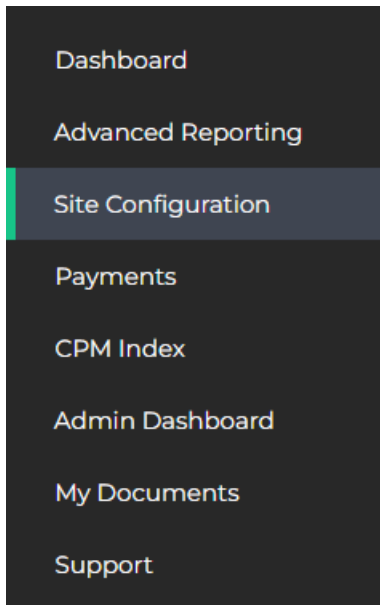 Dashboard
Advanced Reporting
Site Configuration
Payments
CPM Index
Admin Dashboard
My Documents
Support